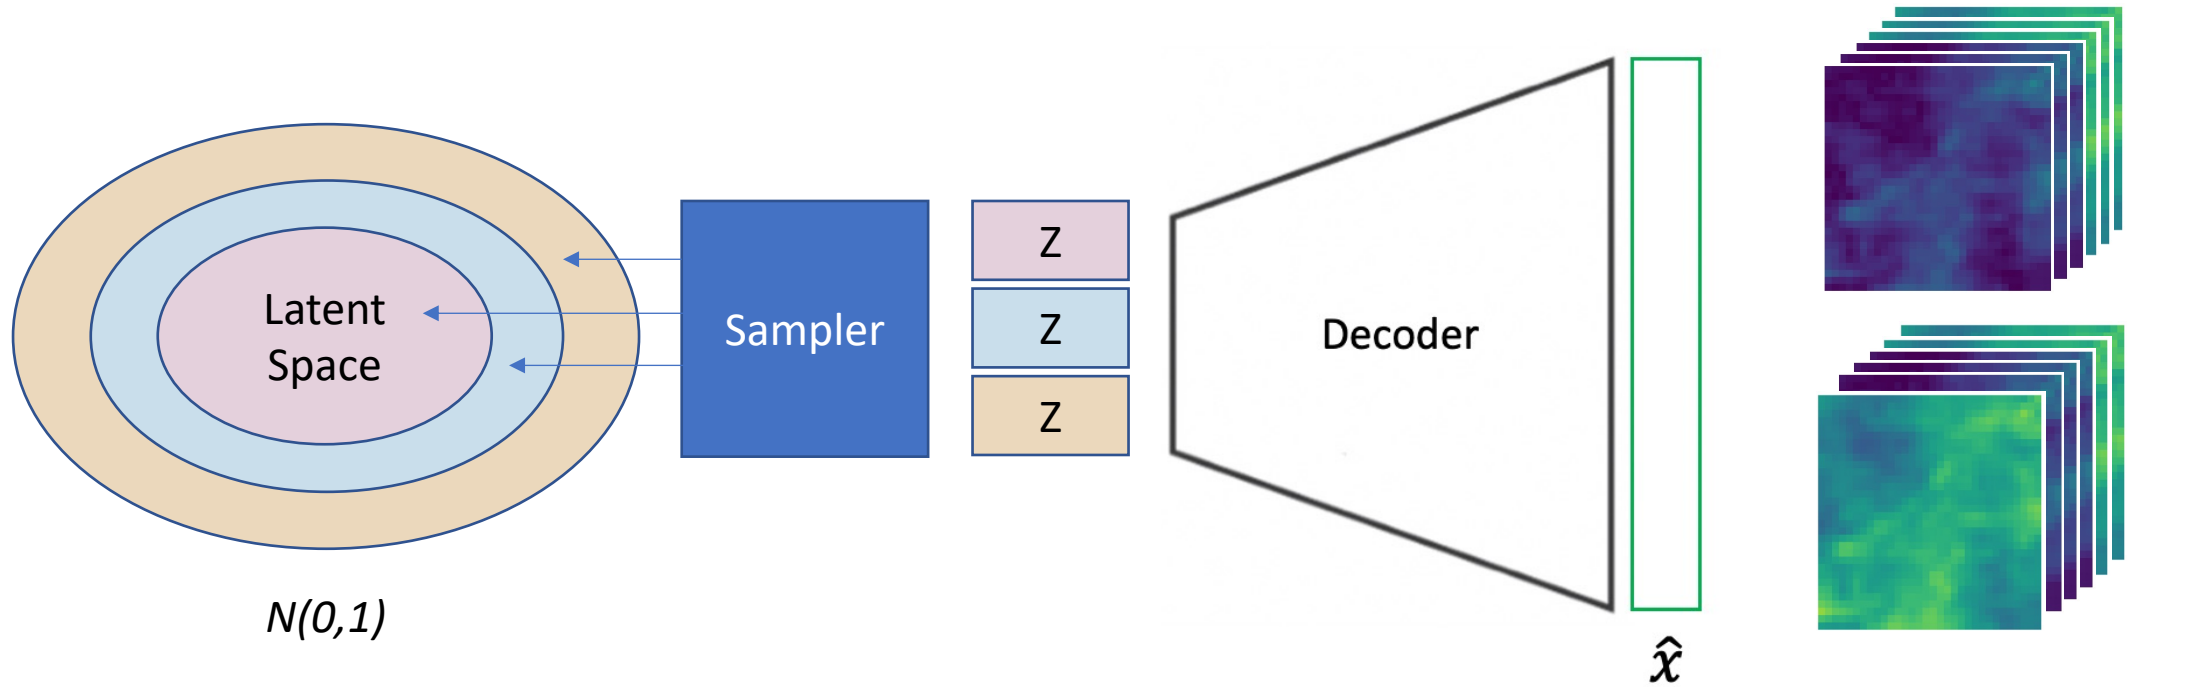 Latent
Space
N(0,1)
Sampler
Z
Z
Z
Decoder
x̂